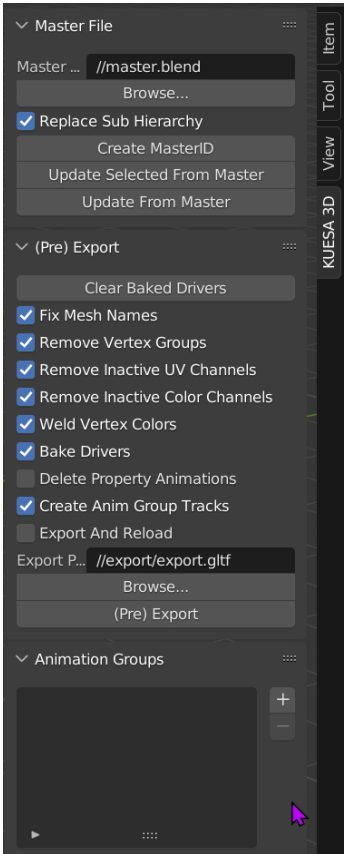 Master File
Master ... //master.blend
Browse...
Replace Sub Hierarchy
Create MasterID
Update Selected From Master
Update From Master
(Pre) Export
Clear Baked Drivers
Fix Mesh Names
Remove Vertex Groups
Remove Inactive UV Channels
Remove Inactive Color Channels
Weld Vertex Colors
Bake Drivers
Delete Property Animations
Create Anim Group Tracks
Export And Reload
Export P... //export/export.gltf
Browse...
(Pre) Export
Animation Groups
Item
Tool
View
KUESA 3D